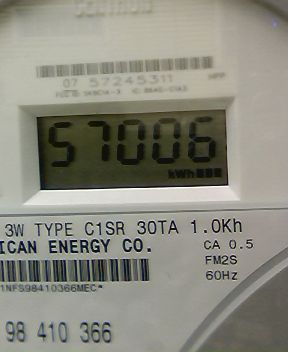 07 57245311
57006
kWh
3W TYPE C1SR 30TA 1.0Kh
ICAN ENERGY CO.
CA 0.5
FM2S
60Hz
1NFS98410366MEC*
98 410 366